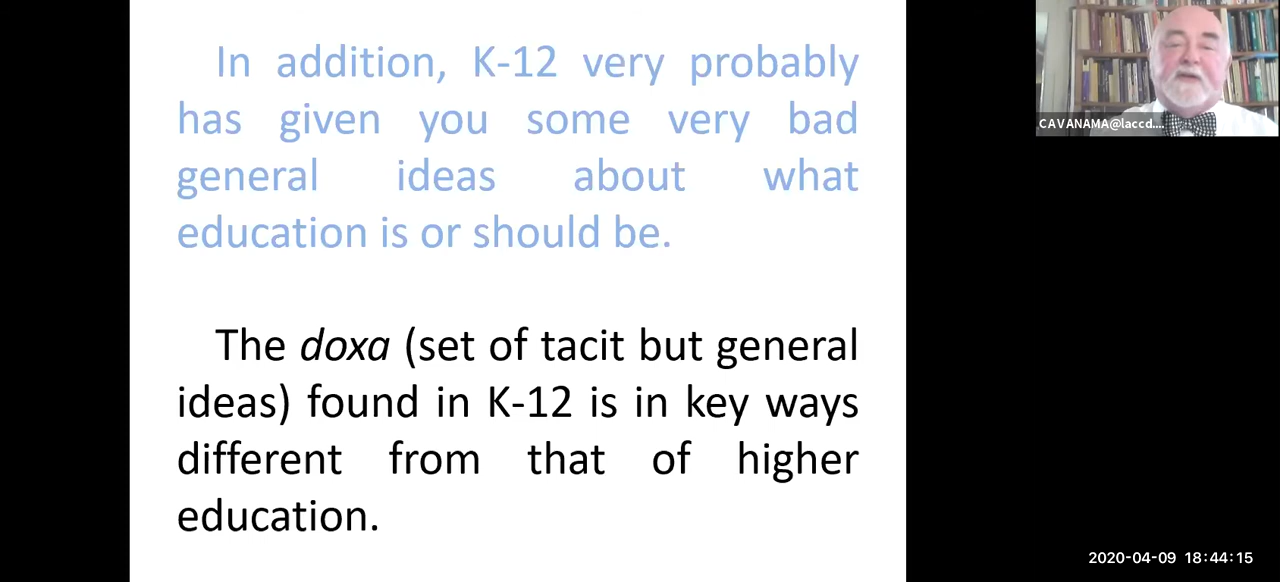 In addition, K-12 very probably
has given you some very bad
general ideas about what
education is or should be.
The doxa (set of tacit but general
ideas) found in K-12 is in key ways
different from that of higher
education.
CAVANAMA@laccd....
2020-04-09 18:44:15